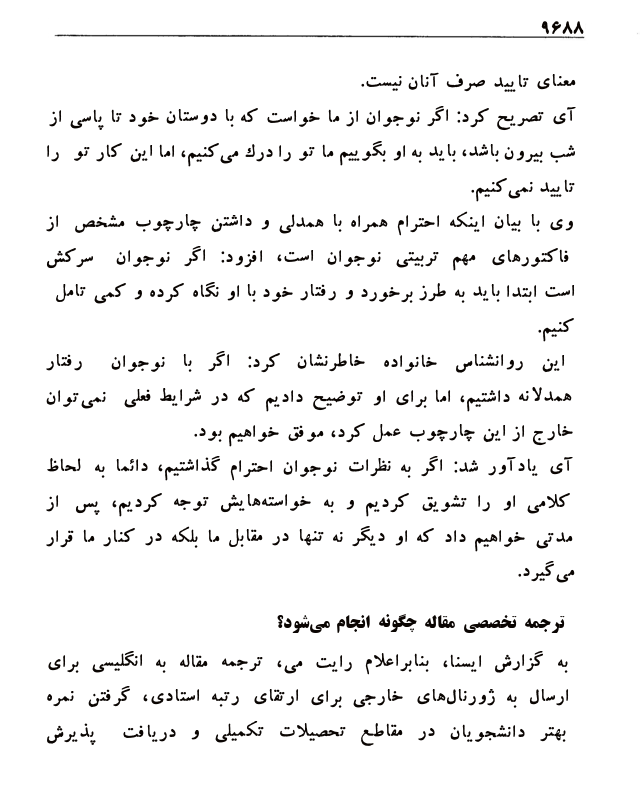 ۹۶۸۸
معنای تایید صرف آنان نیست.
آی تصریح کرد: اگر نوجوان از ما خواست که با دوستان خود تا پاسی از
شب بیرون باشد، باید به او بگوییم ما تو را درك می‌کنیم، اما این کار تو را
تایید نمی‌کنیم.
وی با بیان اینکه احترام همراه با همدلی و داشتن چارچوب مشخص از
فاکتورهای مهم تربیتی نوجوان است، افزود: اگر نوجوان سرکش
است ابتدا باید به طرز برخورد و رفتار خود با او نگاه کرده و کمی تامل
کنیم.
این روانشناس خانواده خاطرنشان کرد: اگر با نوجوان رفتار
همدلانه داشتیم، اما برای او توضیح دادیم که در شرایط فعلی نمی‌توان
خارج از این چارچوب عمل کرد، موفق خواهیم بود.
آی یادآور شد: اگر به نظرات نوجوان احترام گذاشتیم، دائما به لحاظ
کلامی او را تشویق کردیم و به خواسته‌هایش توجه کردیم، پس از
مدتی خواهیم داد که او دیگر نه تنها در مقابل ما بلکه در کنار ما قرار
می‌گیرد.
ترجمه تخصصی مقاله چگونه انجام می‌شود؟
به گزارش ایسنا، بنابراعلام رایت می، ترجمه مقاله به انگلیسی برای
ارسال به ژورنال‌های خارجی برای ارتقای رتبه استادی، گرفتن نمره
بهتر دانشجویان در مقاطع تحصیلات تکمیلی و دریافت پذیرش